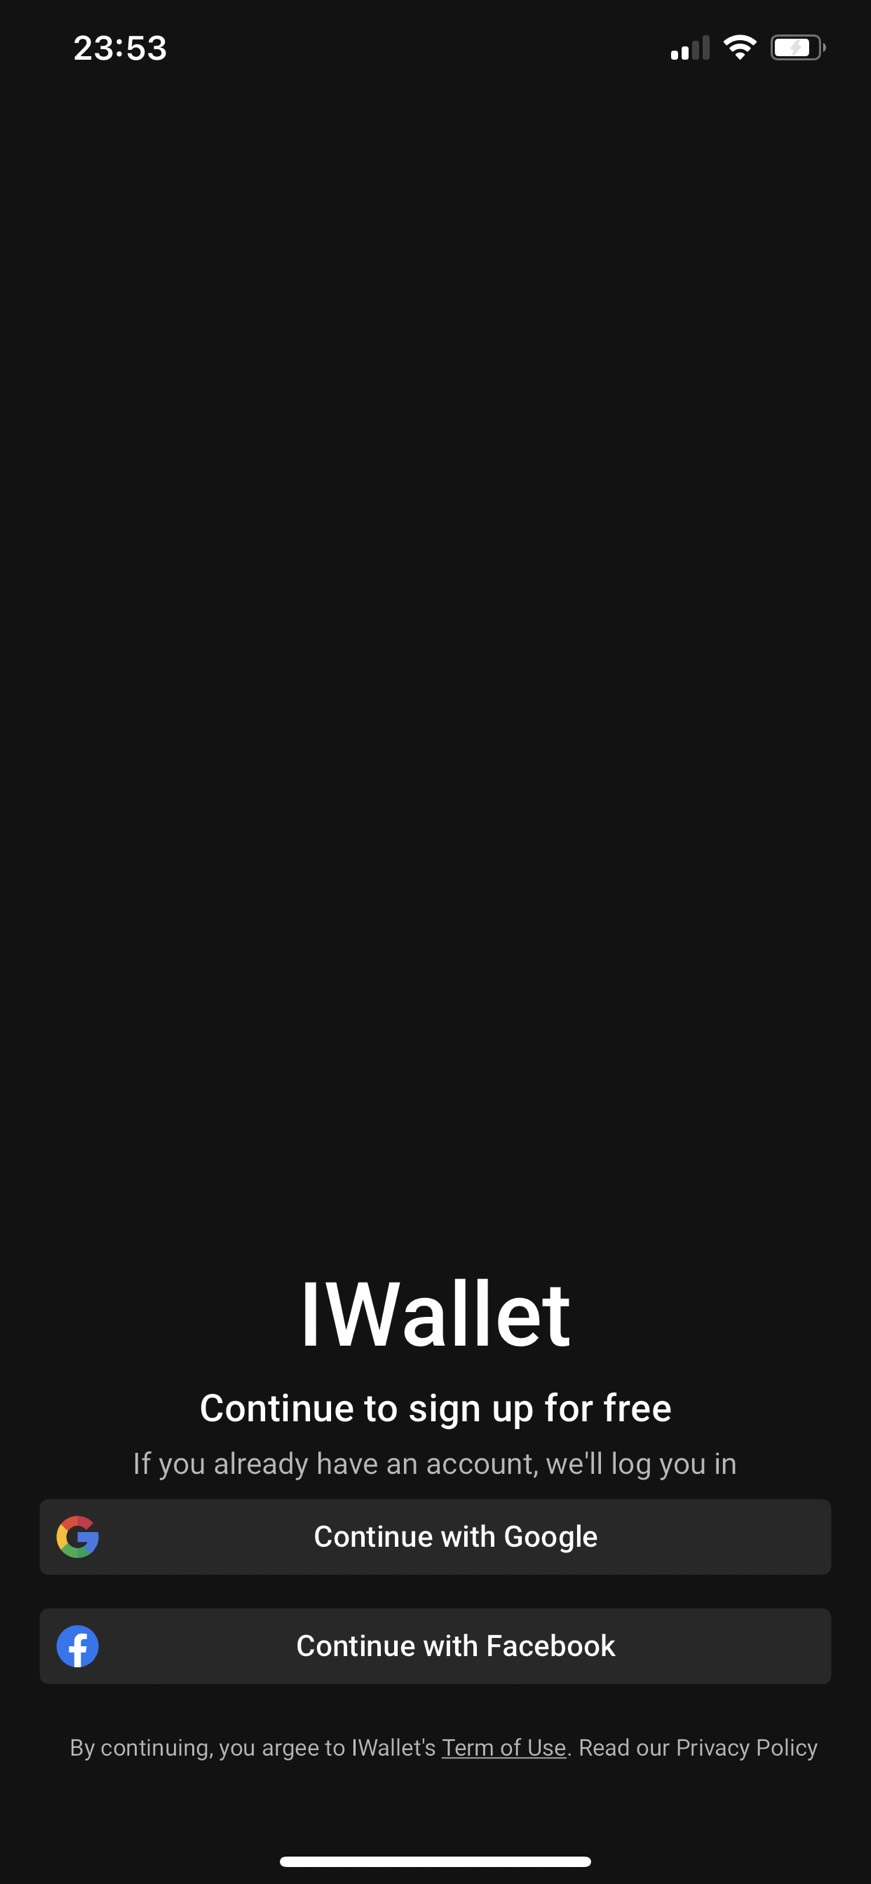 23:53
IWallet
Continue to sign up for free
If you already have an account, we'll log you in
Continue with Google
Continue with Facebook
By continuing, you argee to IWallet's Term of Use. Read our Privacy Policy